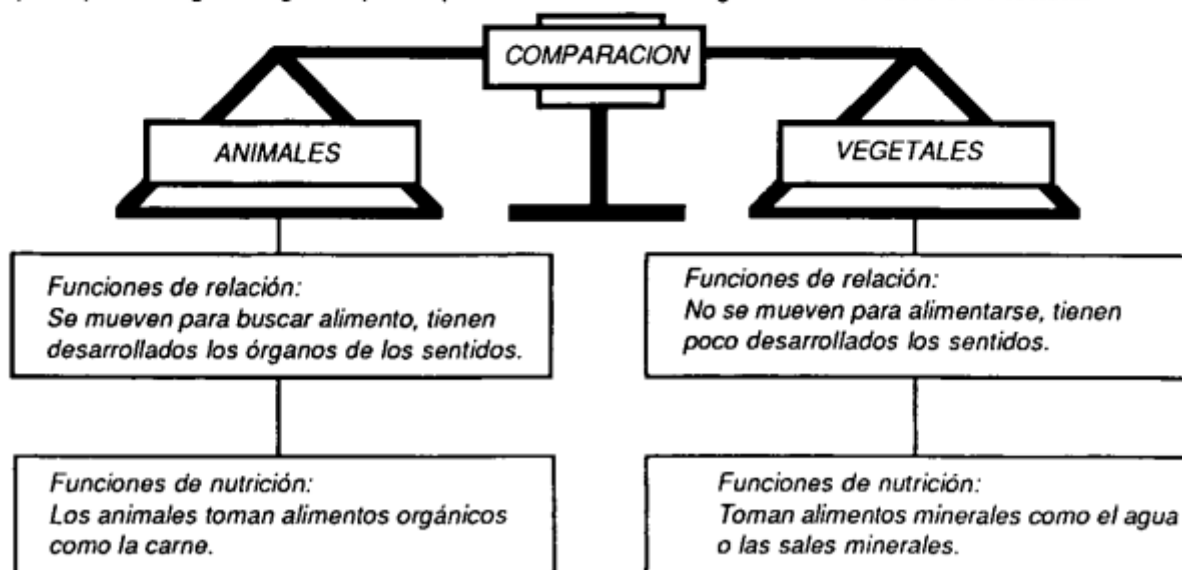 COMPARACION
ANIMALES
VEGETALES
Funciones de relación:
Se mueven para buscar alimento, tienen
desarrollados los órganos de los sentidos.
Funciones de relación:
No se mueven para alimentarse, tienen
poco desarrollados los sentidos.
Funciones de nutrición:
Los animales toman alimentos orgánicos
como la carne.
Funciones de nutrición:
Toman alimentos minerales como el agua
o las sales minerales.